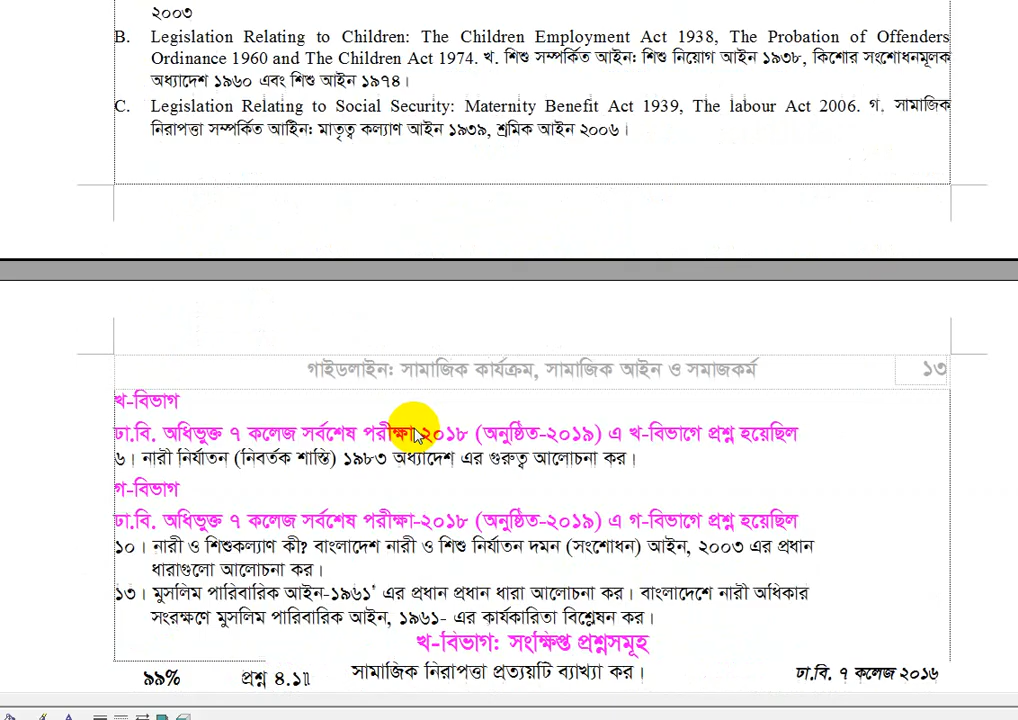 ২০০৩
B. Legislation Relating to Children: The Children Employment Act 1938, The Probation of Offenders
Ordinance 1960 and The Children Act 1974. খ. শিশু সম্পর্কিত আইন: শিশু নিয়োগ আইন ১৯৩৮, কিশোর সংশোধনমূলক
অধ্যাদেশ ১৯৬০ এবং শিশু আইন ১৯৭৪।
C. Legislation Relating to Social Security: Maternity Benefit Act 1939, The labour Act 2006. গ. সামাজিক
নিরাপত্তা সম্পর্কিত আইন: মাতৃত্ব কল্যাণ আইন ১৯৩৯, শ্রমিক আইন ২০০৬।
গাইডলাইন: সামাজিক কার্যক্রম, সামাজিক আইন ও সমাজকর্ম ১৩
খ-বিভাগ
ঢা.বি. অধিভুক্ত ৭ কলেজ সর্বশেষ পরীক্ষা-২০১৮ (অনুষ্ঠিত-২০১৯) এ খ-বিভাগে প্রশ্ন হয়েছিল
৬। নারী নির্যাতন (নিবর্তক শাস্তি) ১৯৮৩ অধ্যাদেশ এর গুরুত্ব আলোচনা কর।
গ-বিভাগ
ঢা.বি. অধিভুক্ত ৭ কলেজ সর্বশেষ পরীক্ষা-২০১৮ (অনুষ্ঠিত-২০১৯) এ গ-বিভাগে প্রশ্ন হয়েছিল
১০। নারী ও শিশুকল্যাণ কী? বাংলাদেশ নারী ও শিশু নির্যাতন দমন (সংশোধন) আইন, ২০০৩ এর প্রধান
ধারাগুলো আলোচনা কর।
১৩। মুসলিম পারিবারিক আইন-১৯৬১’ এর প্রধান প্রধান ধারা আলোচনা কর। বাংলাদেশে নারী অধিকার
সংরক্ষণে মুসলিম পারিবারিক আইন, ১৯৬১- এর কার্যকারিতা বিশ্লেষন কর।
খ-বিভাগ: সংক্ষিপ্ত প্রশ্নসমূহ
৯৯% প্রশ্ন ৪.১॥ সামাজিক নিরাপত্তা প্রত্যয়টি ব্যাখ্যা কর। ঢা.বি. ৭ কলেজ ২০১৬